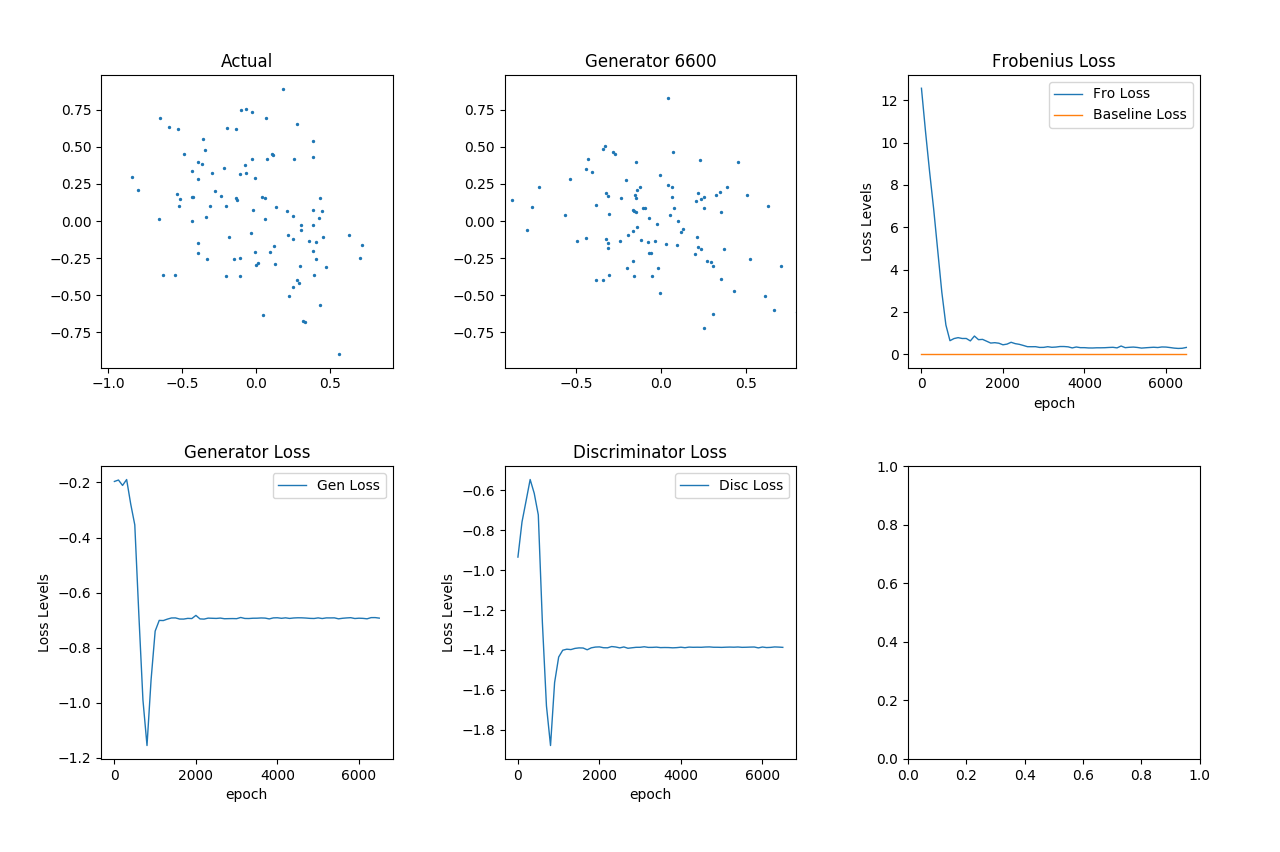 Actual
0.75
0.50
0.25
0.00
−0.25
−0.50
−0.75
−1.0 −0.5 0.0 0.5
Generator 6600
0.75
0.50
0.25
0.00
−0.25
−0.50
−0.75
−0.5 0.0 0.5
Frobenius Loss
Fro Loss
Baseline Loss
Loss Levels
12
10
8
6
4
2
0
0 2000 4000 6000
epoch
Generator Loss
Gen Loss
Loss Levels
−0.2
−0.4
−0.6
−0.8
−1.0
−1.2
0 2000 4000 6000
epoch
Discriminator Loss
Disc Loss
Loss Levels
−0.6
−0.8
−1.0
−1.2
−1.4
−1.6
−1.8
0 2000 4000 6000
epoch
1.0
0.8
0.6
0.4
0.2
0.0
0.0 0.2 0.4 0.6 0.8 1.0